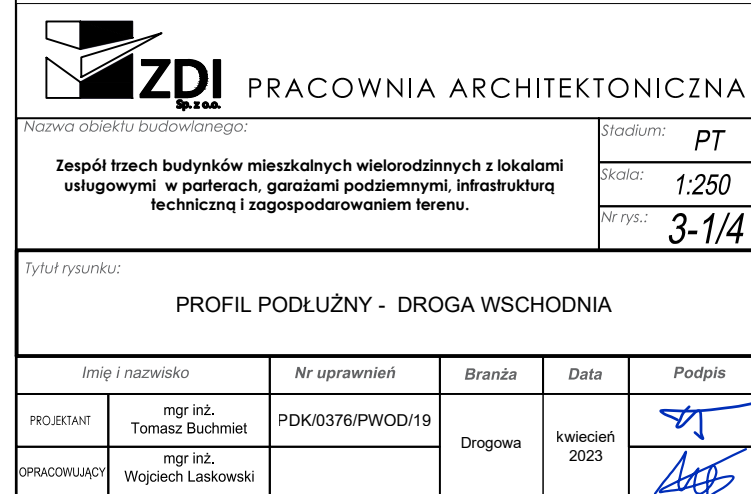 ZDI
Sp. z o.o.
PRACOWNIA ARCHITEKTONICZNA
Nazwa obiektu budowlanego:
Zespół trzech budynków mieszkalnych wielorodzinnych z lokalami
usługowymi w parterach, garażami podziemnymi, infrastrukturą
techniczną i zagospodarowaniem terenu.
Stadium: PT
Skala: 1:250
Nr rys.: 3-1/4
Tytuł rysunku:
PROFIL PODŁUŻNY - DROGA WSCHODNIA
Imię i nazwisko Nr uprawnień Branża Data Podpis
PROJEKTANT
mgr inż.
Tomasz Buchmiet
PDK/0376/PWOD/19
Drogowa
kwiecień
2023
OPRACOWUJĄCY
mgr inż.
Wojciech Laskowski